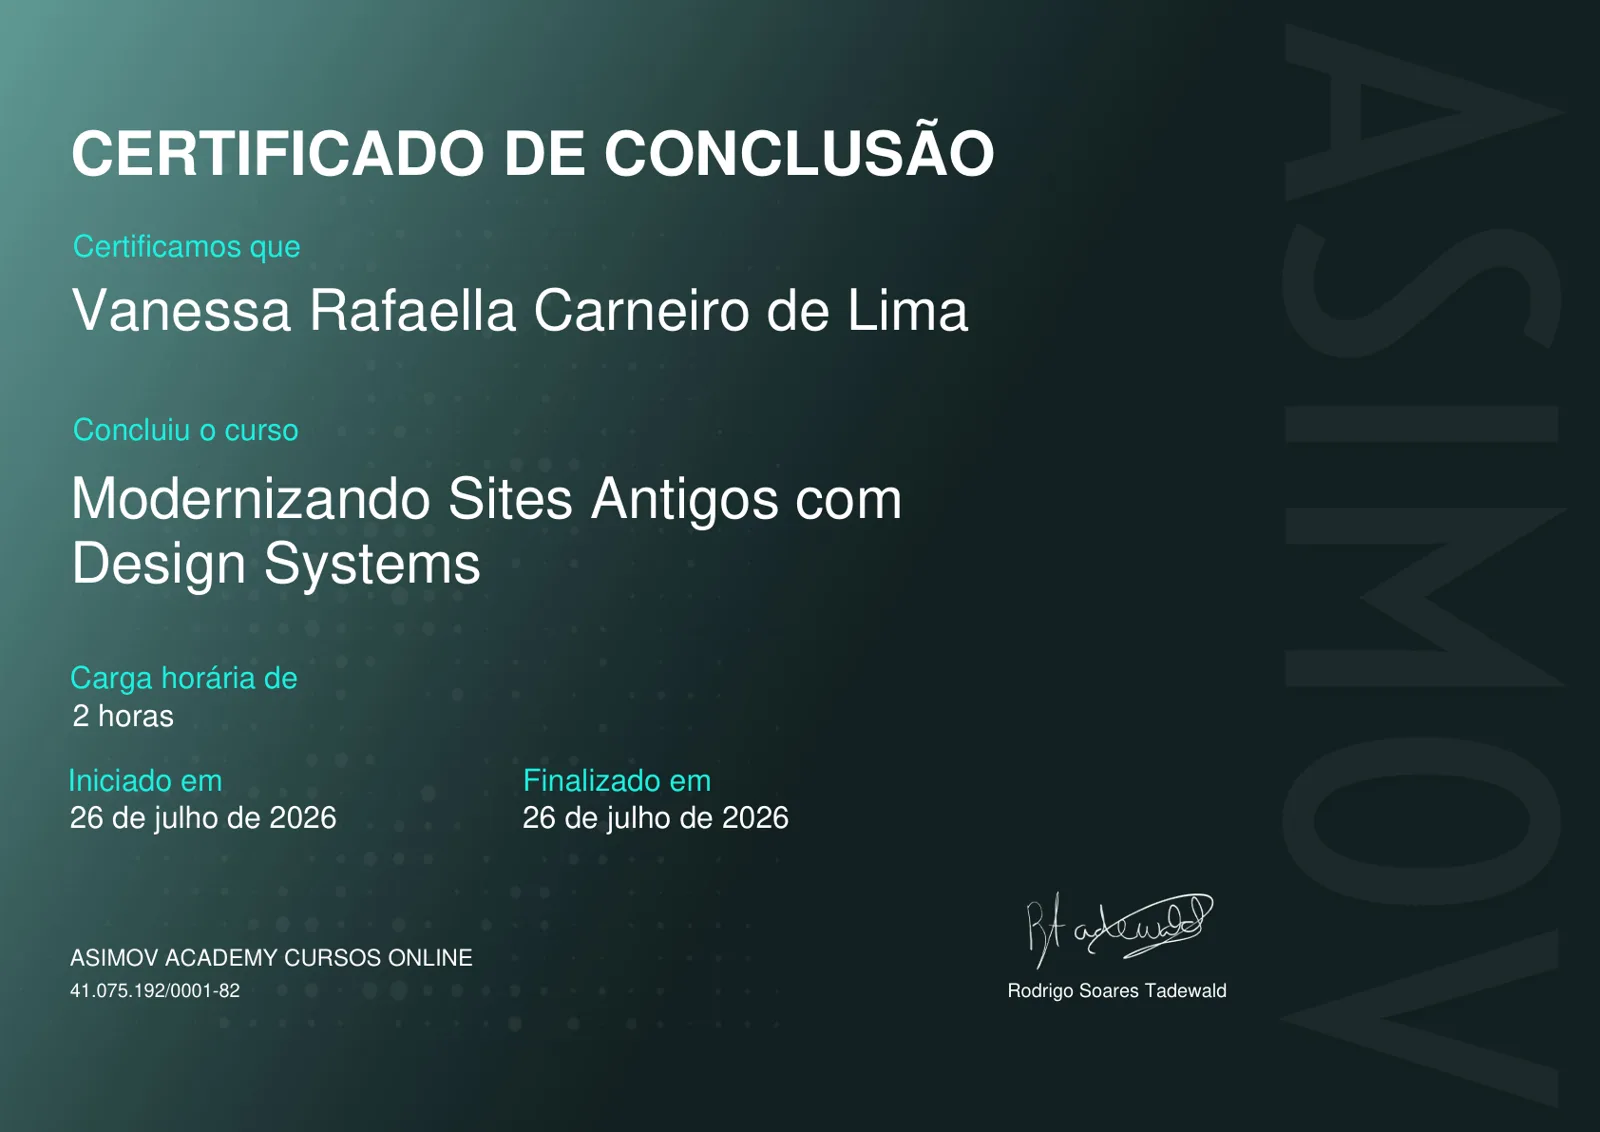 CERTIFICADO DE CONCLUSÃO
Certificamos que
Vanessa Rafaella Carneiro de Lima
Concluiu o curso
Modernizando Sites Antigos com
Design Systems
Carga horária de
2 horas
Iniciado em
26 de julho de 2026
Finalizado em
26 de julho de 2026
ASIMOV ACADEMY CURSOS ONLINE
41.075.192/0001-82
Rtadewald
Rodrigo Soares Tadewald
ASIMOV